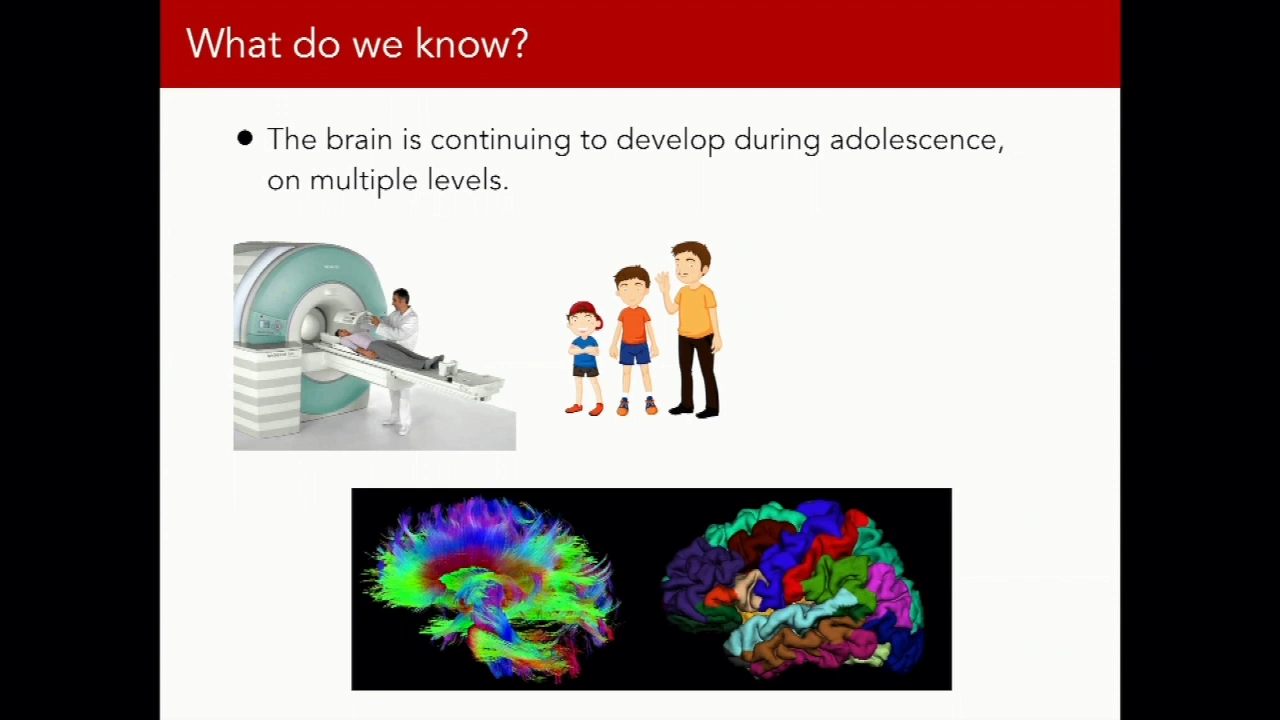 What do we know?
● The brain is continuing to develop during adolescence,
on multiple levels.